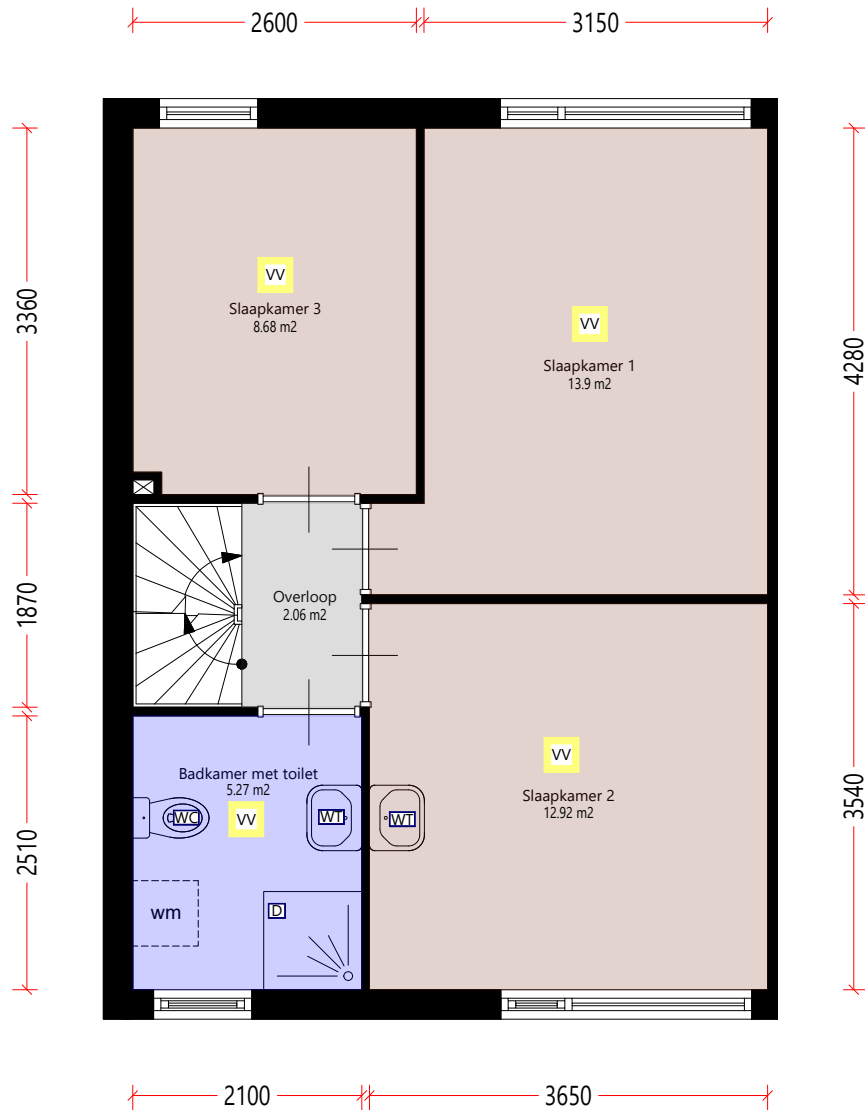 2600
3150
3360
4280
VV
Slaapkamer 3
8.68 m2
VV
Slaapkamer 1
13.9 m2
1870
Overloop
2.06 m2
VV
Slaapkamer 2
12.92 m2
Badkamer met toilet
5.27 m2
WC
VV
WT
WT
2510
3540
wm
D
2100
3650